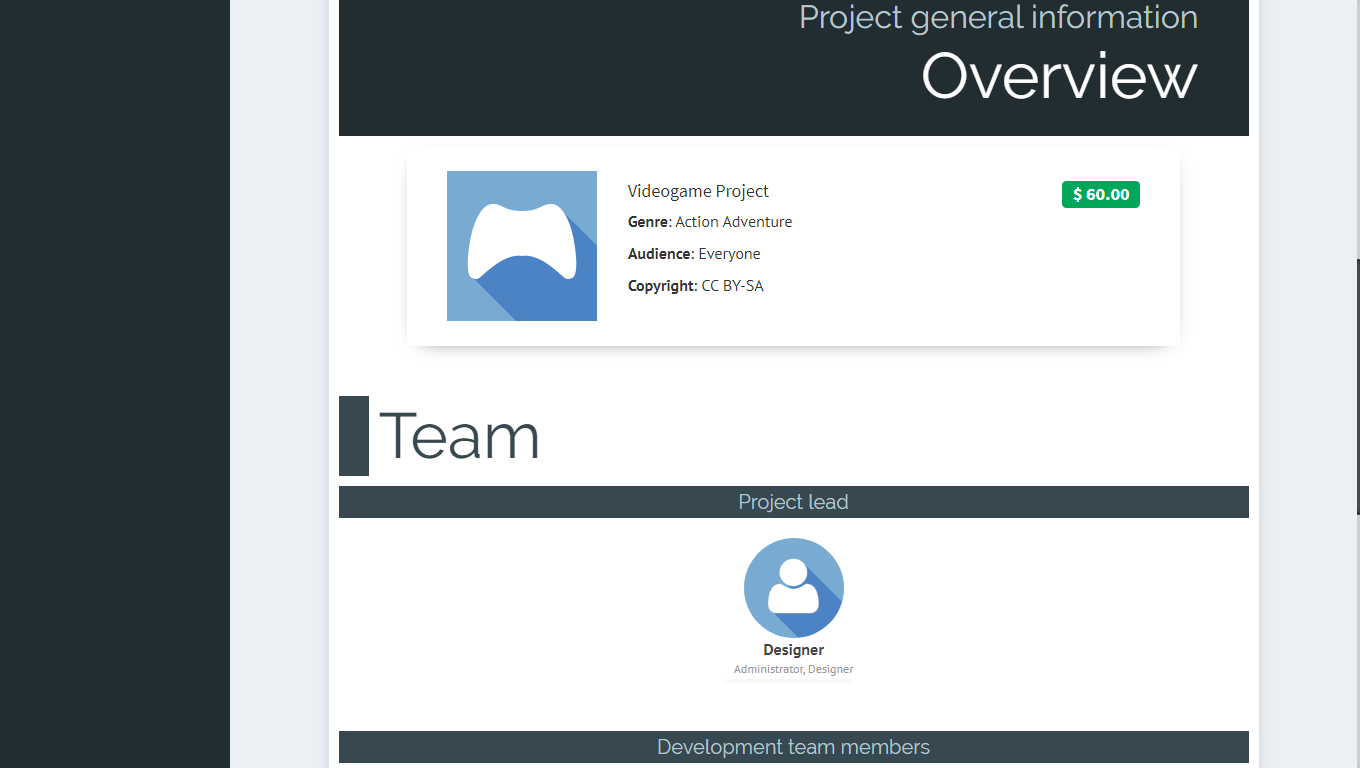 Project general information
Overview
Videogame Project
$ 60.00
Genre: Action Adventure
Audience: Everyone
Copyright: CC BY-SA
Team
Project lead
Designer
Administrator, Designer
Development team members